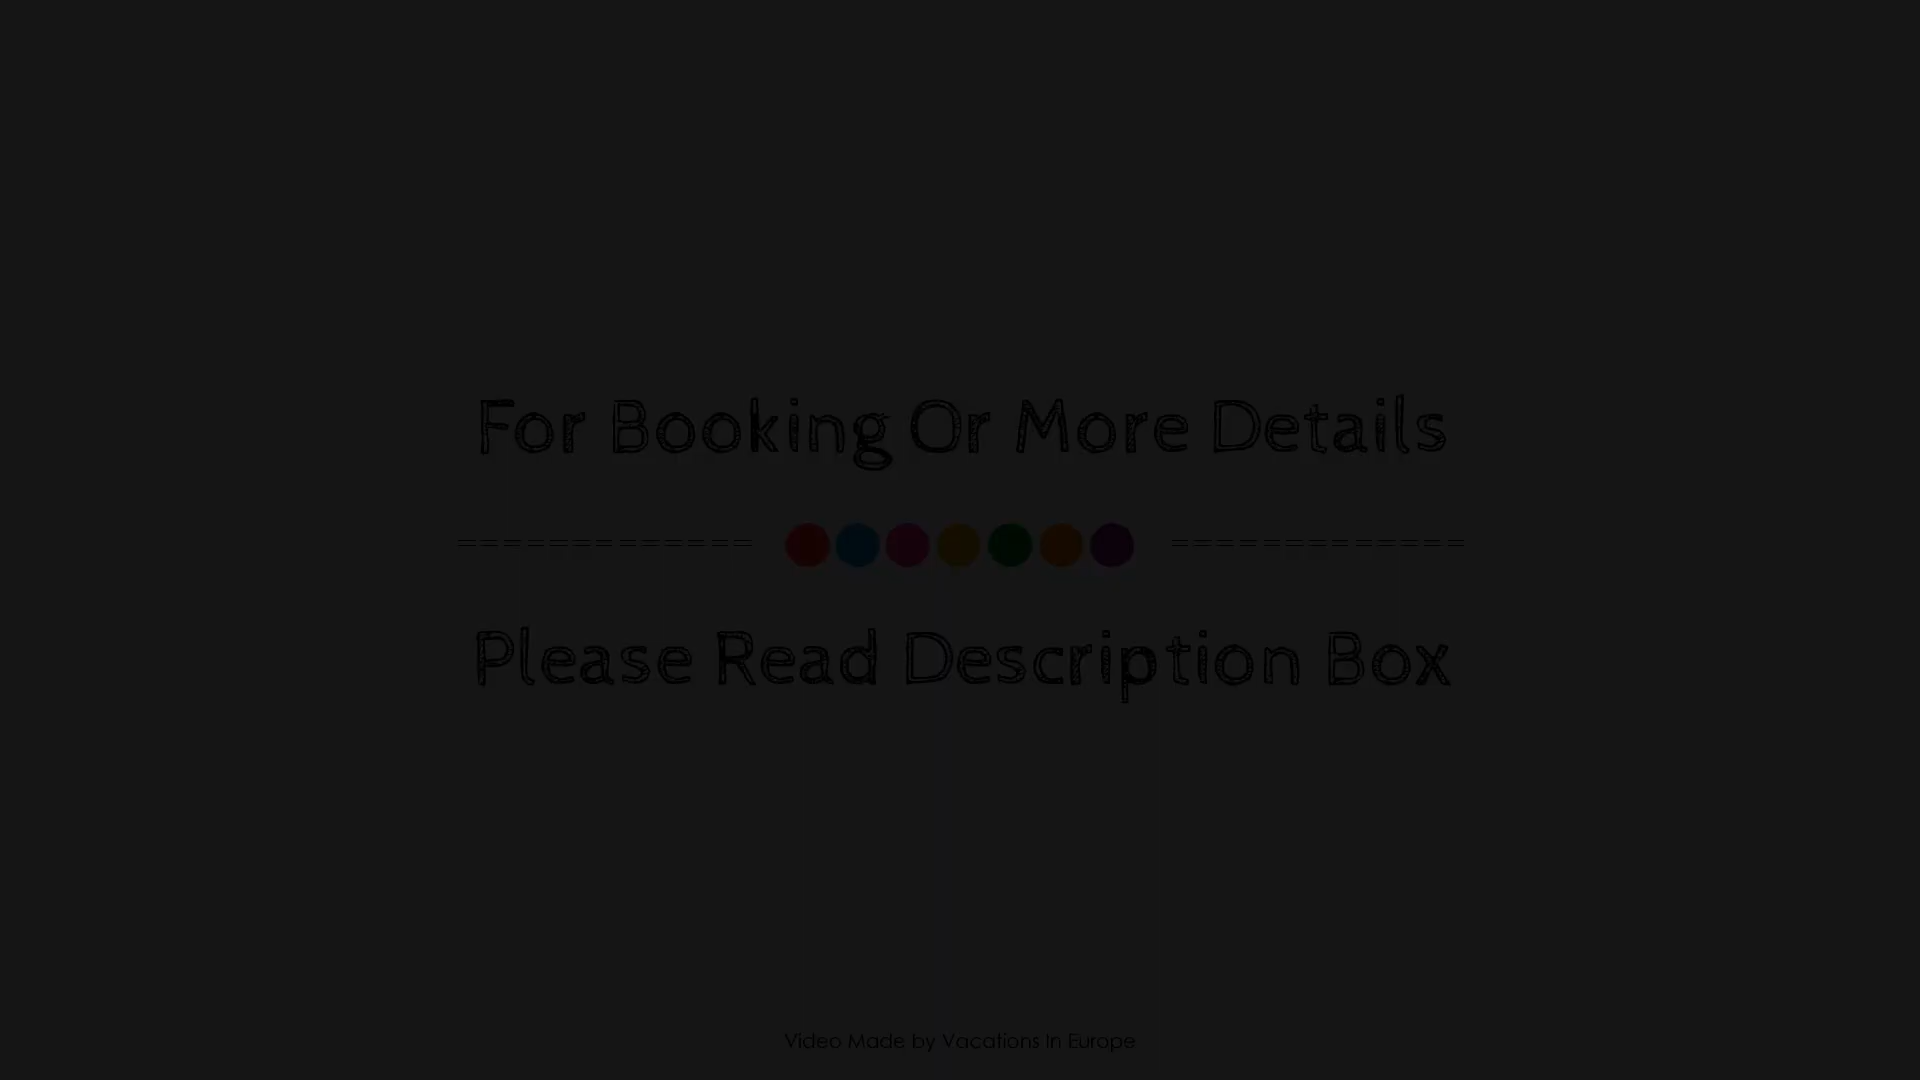 For Booking Or More Details
============= =============
Please Read Description Box
Video Made by Vacations In Europe